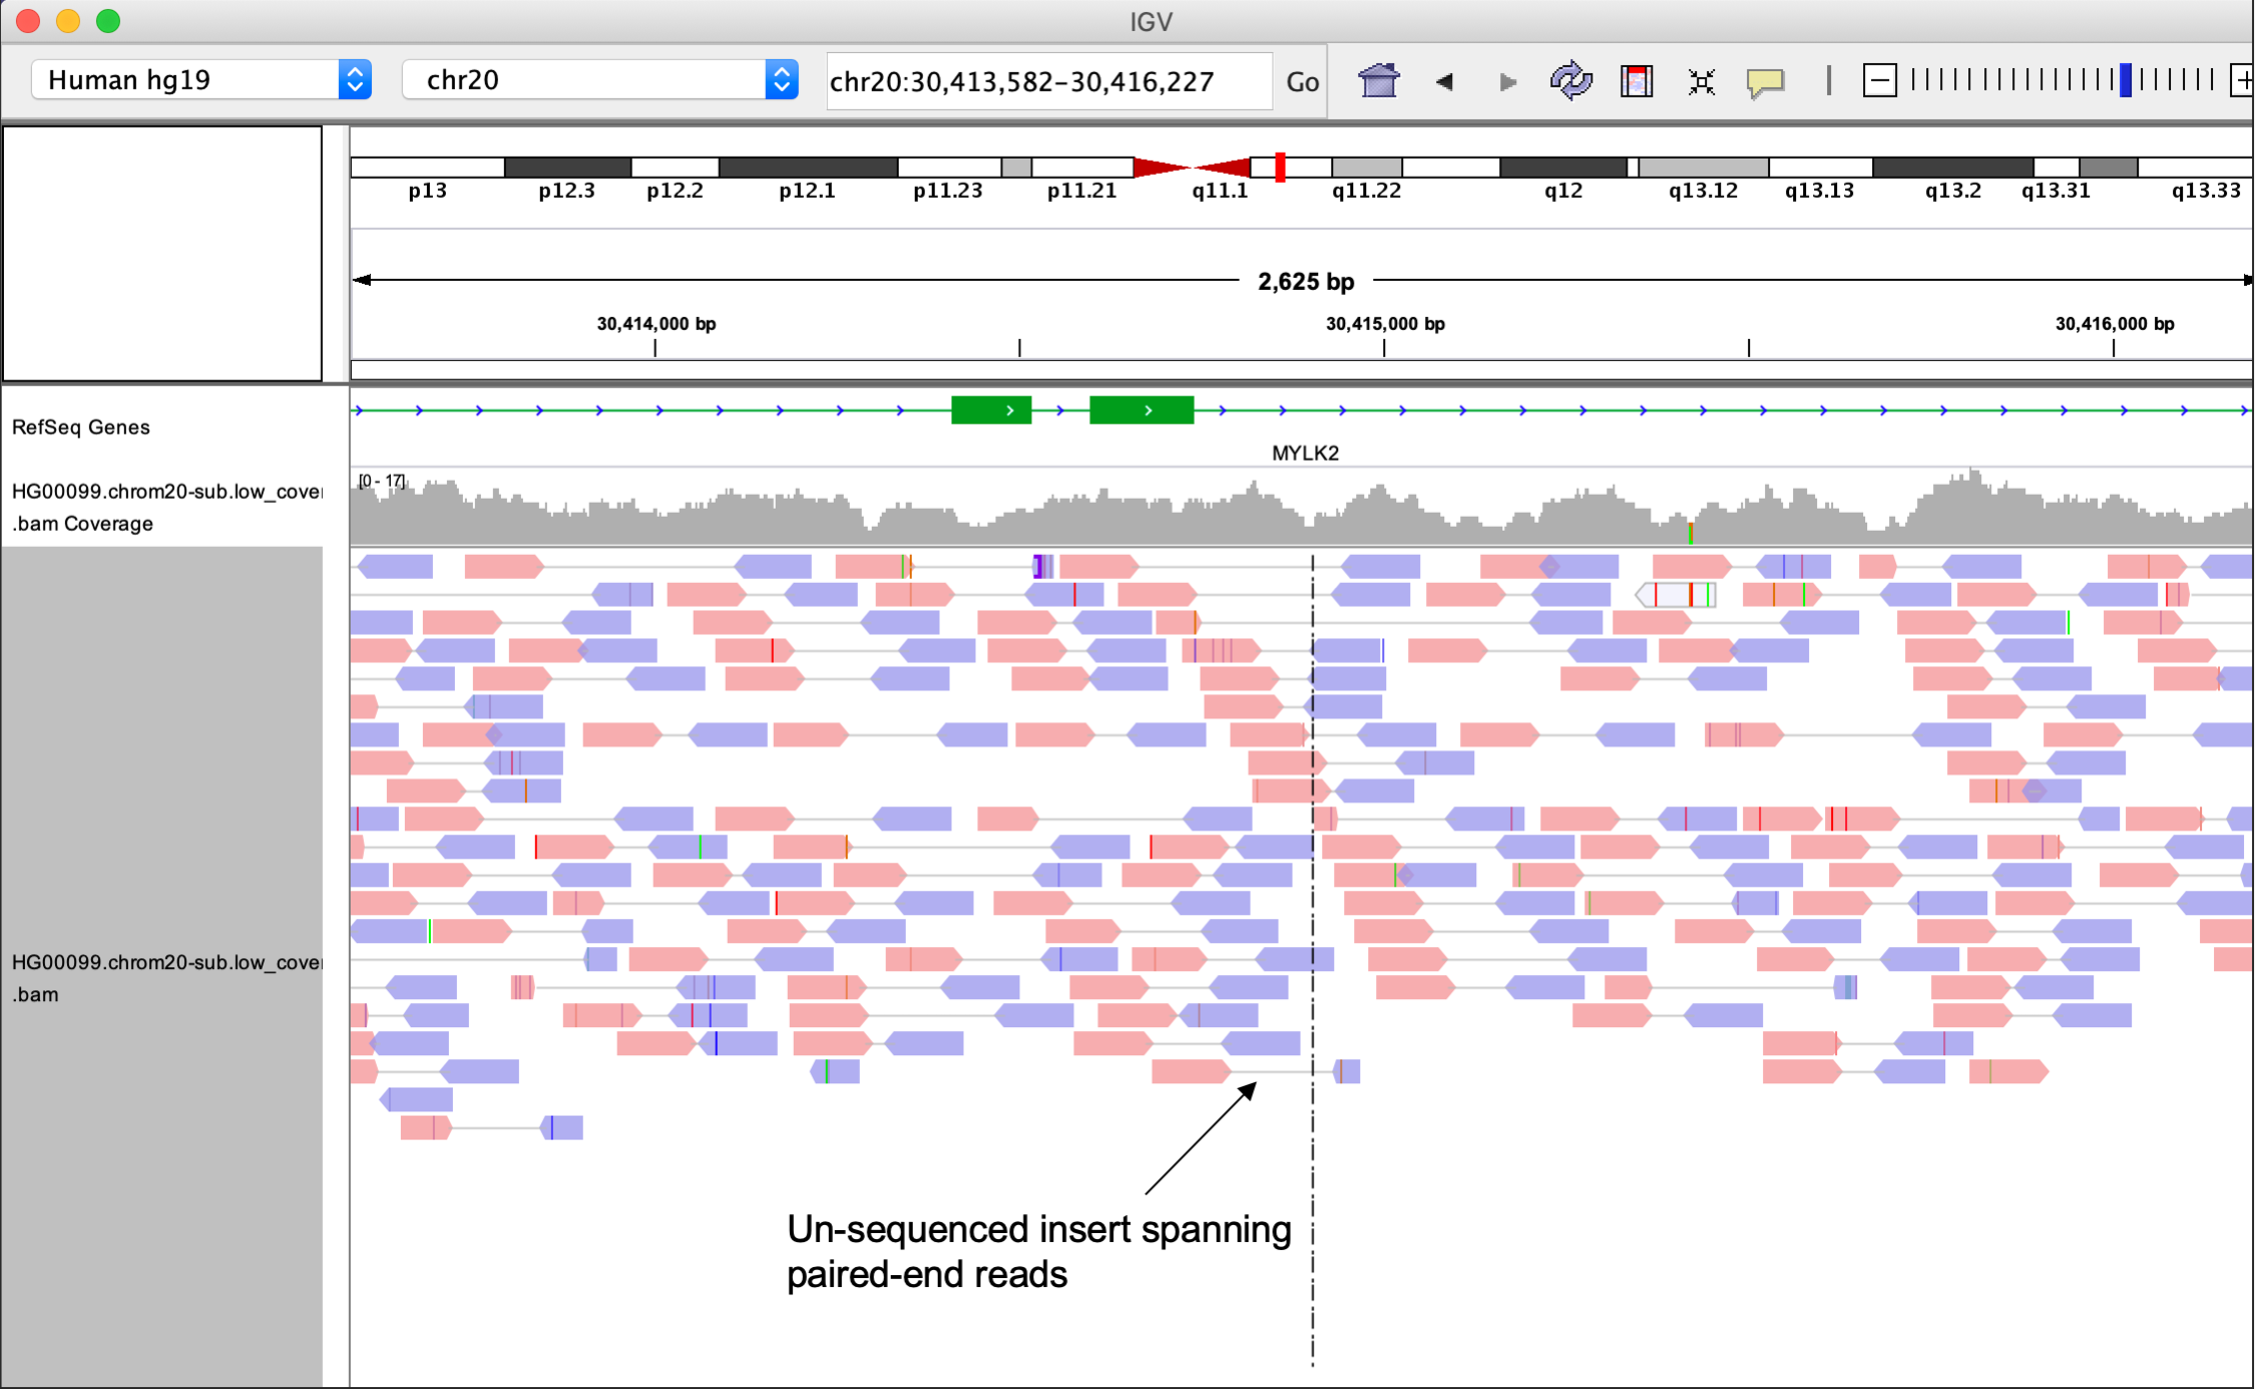 IGV
Human hg19 chr20 chr20:30,413,582-30,416,227 Go
p13 p12.3 p12.2 p12.1 p11.23 p11.21 q11.1 q11.22 q12 q13.12 q13.13 q13.2 q13.31 q13.33
2,625 bp
30,414,000 bp 30,415,000 bp 30,416,000 bp
RefSeq Genes
MYLK2
[0 - 17]
HG00099.chrom20-sub.low_cover
.bam Coverage
HG00099.chrom20-sub.low_cover
.bam
Un-sequenced insert spanning
paired-end reads